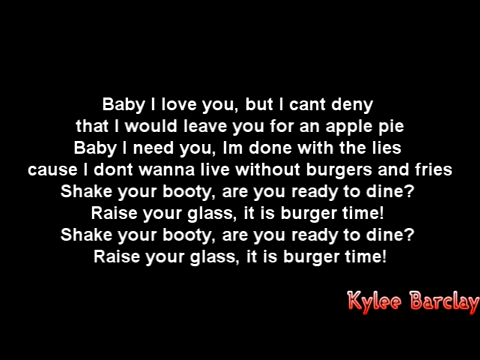 Baby I love you, but I cant deny
that I would leave you for an apple pie
Baby I need you, Im done with the lies
cause I dont wanna live without burgers and fries
Shake your booty, are you ready to dine?
Raise your glass, it is burger time!
Shake your booty, are you ready to dine?
Raise your glass, it is burger time!
Kylee Barclay